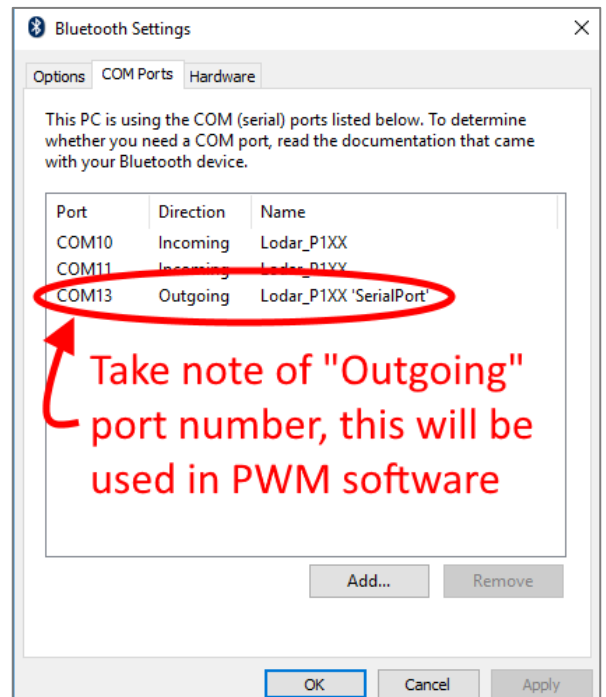 Bluetooth Settings
Options COM Ports Hardware
This PC is using the COM (serial) ports listed below. To determine
whether you need a COM port, read the documentation that came
with your Bluetooth device.
Port Direction Name
COM10 Incoming Lodar_P1XX
COM11 Incoming Lodar_P1XX
COM13 Outgoing Lodar_P1XX 'SerialPort'
Take note of "Outgoing"
port number, this will be
used in PWM software
Add... Remove
OK Cancel Apply